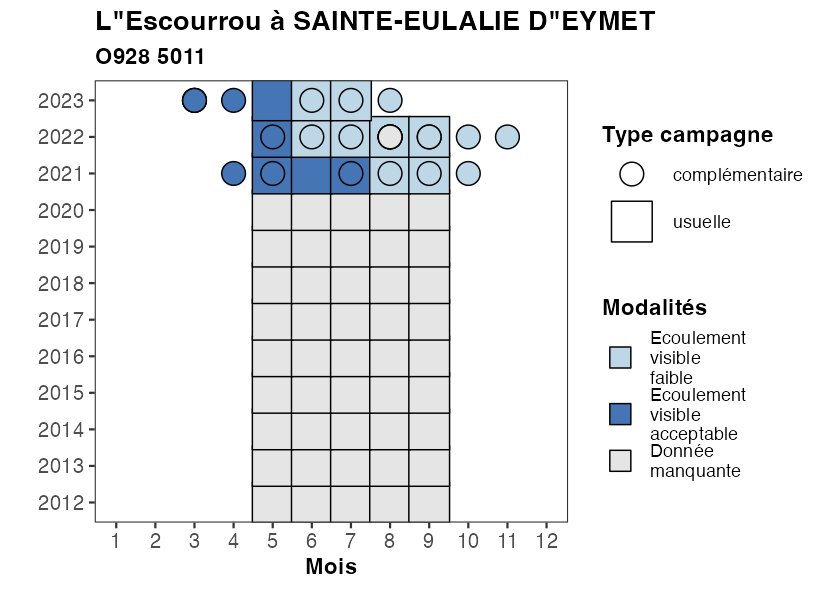 L"Escourrou à SAINTE-EULALIE D"EYMET
O928 5011
2023
2022
2021
2020
2019
2018
2017
2016
2015
2014
2013
2012
1 2 3 4 5 6 7 8 9 10 11 12
Mois
Type campagne
complémentaire
usuelle
Modalités
Ecoulement
visible
faible
Ecoulement
visible
acceptable
Donnée
manquante